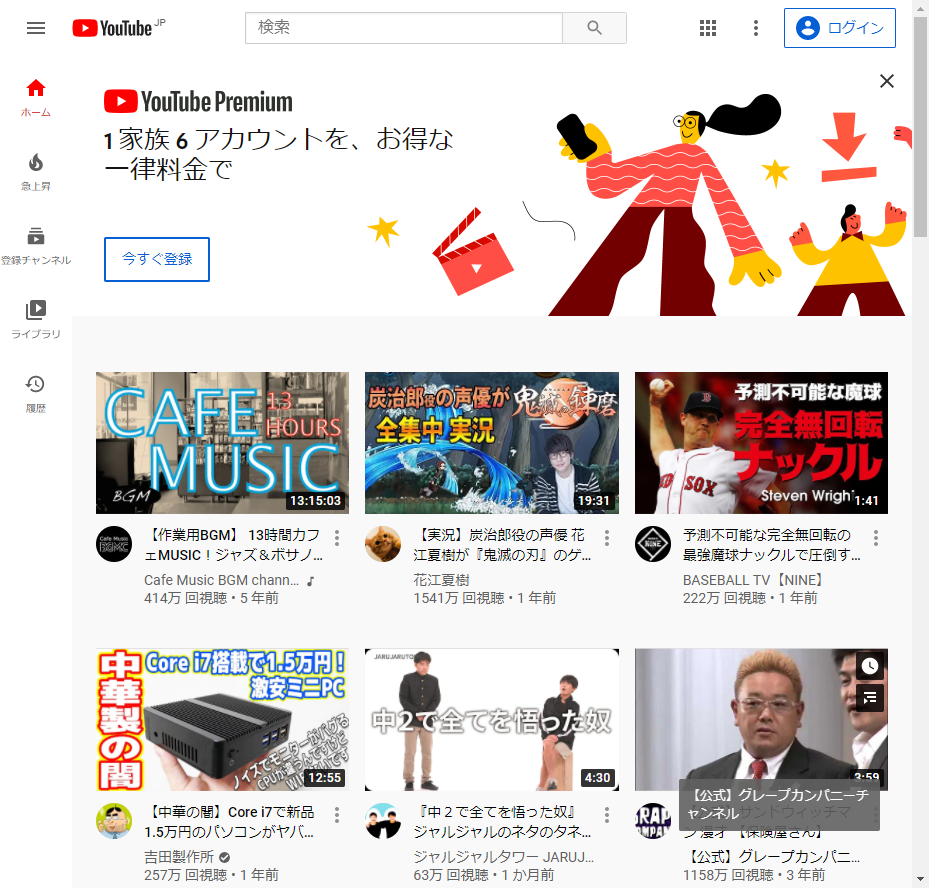 YouTube JP
検索
ログイン
ホーム
急上昇
登録チャンネル
ライブラリ
履歴
YouTube Premium
1 家族 6 アカウントを、お得な
一律料金で
今すぐ登録
CAFE
13
HOURS
MUSIC
BGM
13:15:03
炭治郎役の声優が
全集中 実況
19:31
予測不可能な魔球
完全無回転
ナックル
RED SOX
Steven Wright
1:41
Cafe Music
BGM
【作業用BGM】 13時間カフ
ェMUSIC！ジャズ＆ボサノ...
Cafe Music BGM chann...
414万 回視聴・5 年前
【実況】炭治郎役の声優 花
江夏樹が『鬼滅の刃』のゲ...
花江夏樹
1541万 回視聴・1 年前
NINE
予測不可能な完全無回転の
最強魔球ナックルで圧倒す...
BASEBALL TV【NINE】
222万 回視聴・1 年前
中華製の闇
Core i7搭載で1.5万円！
激安ミニPC
ノイズでモニターがバグる
12:55
JARUJARUTOWER
中２で全てを悟った奴
4:30
3:59
【公式】グレープカンパニーチ
ャンネル
【中華の闇】Core i7で新品
1.5万円のパソコンがヤバ...
吉田製作所
257万 回視聴・1 年前
『中２で全てを悟った奴』
ジャルジャルのネタのタネ...
ジャルジャルタワー JARUJ...
63万 回視聴・1 か月前
サンドウィッチマ
ン 漫才 【保険屋さん】
【公式】グレープカンパニ...
1158万 回視聴・3 年前